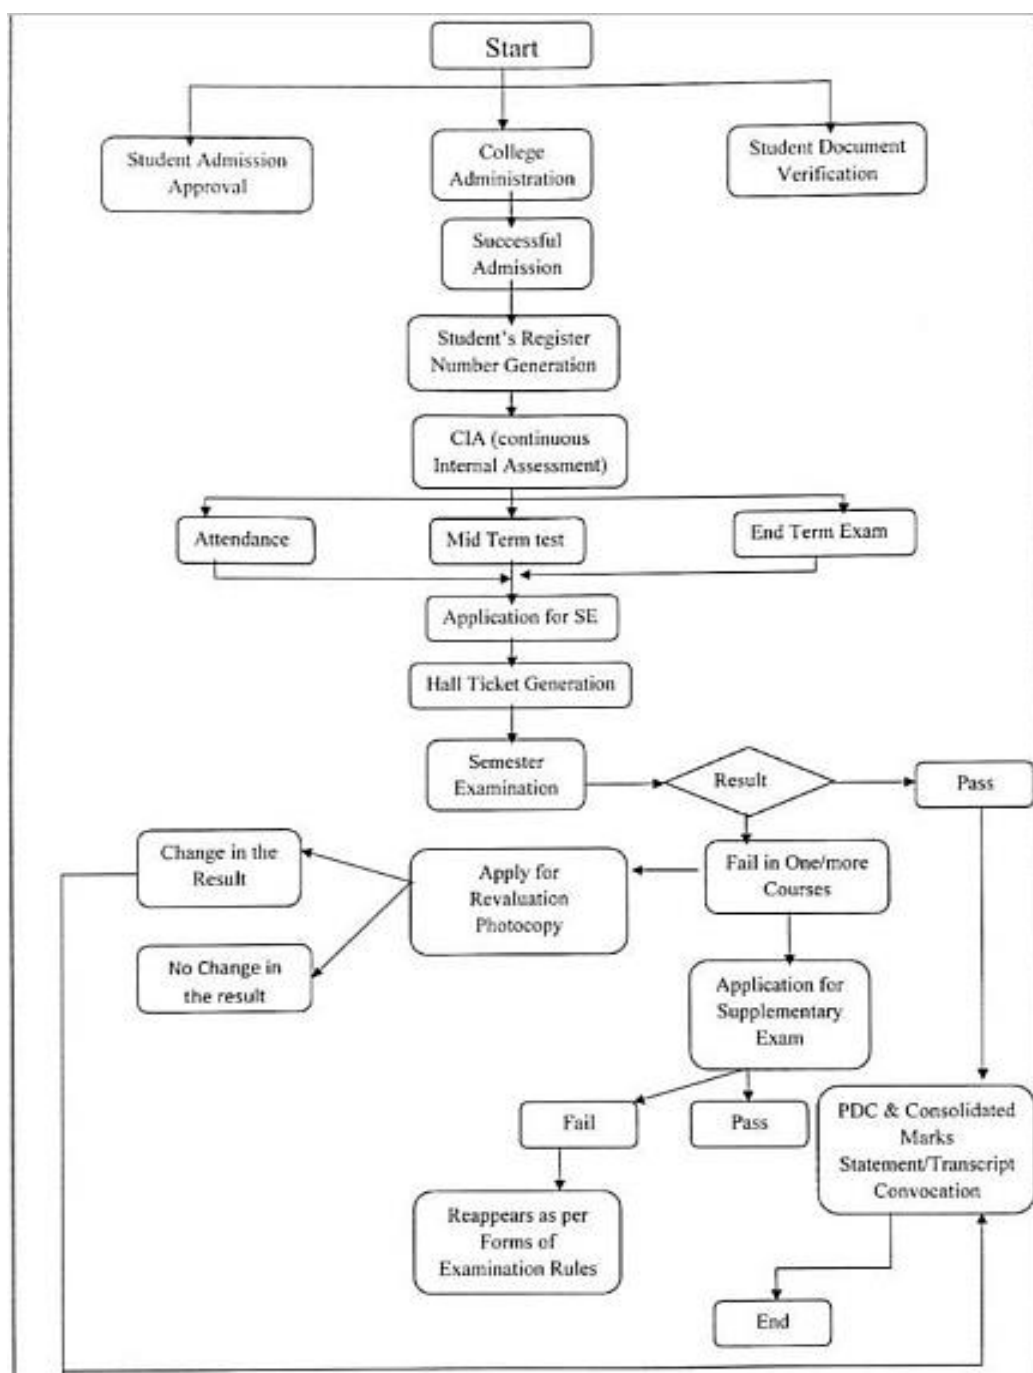 Start
Student Admission
Approval
College
Administration
Student Document
Verification
Successful
Admission
Student's Register
Number Generation
CIA (continuous
Internal Assessment)
Attendance
Mid Term test
End Term Exam
Application for SE
Hall Ticket Generation
Semester
Examination
Result
Pass
Change in the
Result
Apply for
Revaluation
Photocopy
Fail in One/more
Courses
No Change in
the result
Application for
Supplementary
Exam
Fail
Pass
PDC & Consolidated
Marks
Statement/Transcript
Convocation
Reappears as per
Forms of
Examination Rules
End